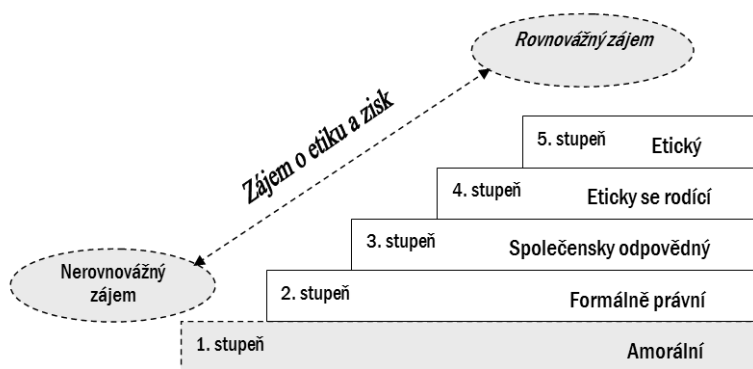 Rovnovážný zájem
Zájem o etiku a zisk
5. stupeň Etický
4. stupeň Eticky se rodící
3. stupeň Společensky odpovědný
Nerovnovážný
zájem
2. stupeň Formálně právní
1. stupeň Amorální